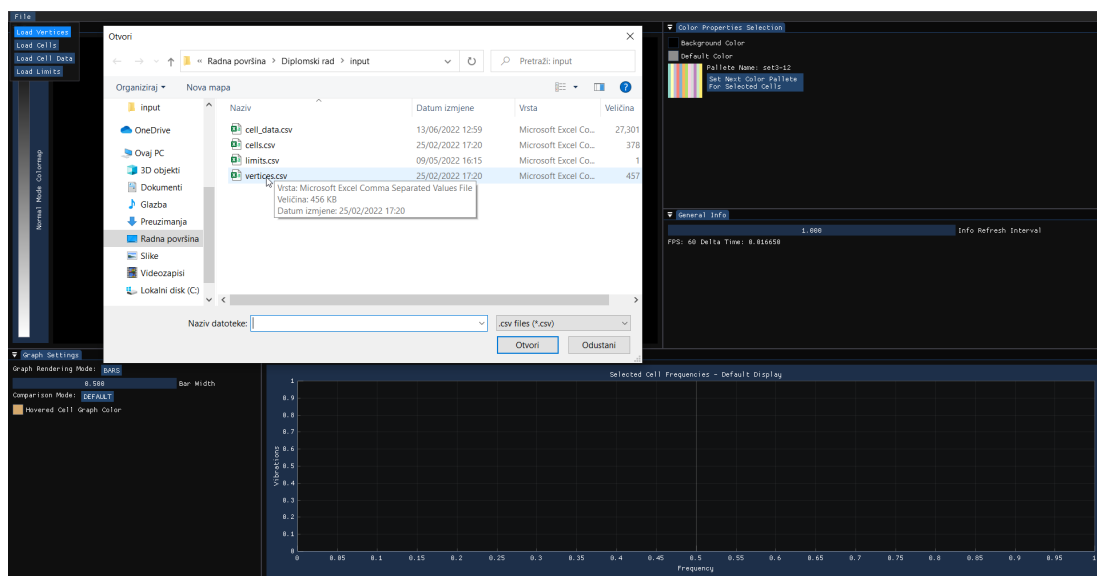 File
Load Vertices
Load Cells
Load Cell Data
Load Limits
Normal Mode Colormap
Otvori
« Radna površina > Diplomski rad > input
Pretraži: input
Organiziraj
Nova mapa
input
OneDrive
Ovaj PC
3D objekti
Dokumenti
Glazba
Preuzimanja
Radna površina
Slike
Videozapisi
Lokalni disk (C:)
Naziv Datum izmjene Vrsta Veličina
cell_data.csv 13/06/2022 12:59 Microsoft Excel Co... 27,301
cells.csv 25/02/2022 17:20 Microsoft Excel Co... 378
limits.csv 09/05/2022 16:15 Microsoft Excel Co... 1
vertices.csv 25/02/2022 17:20 Microsoft Excel Co... 457
Vrsta: Microsoft Excel Comma Separated Values File
Veličina: 456 KB
Datum izmjene: 25/02/2022 17:20
Naziv datoteke:
.csv files (*.csv)
Otvori
Odustani
Color Properties Selection
Background Color
Default Color
Pallete Name: set3-12
Set Next Color Pallete
For Selected Cells
General Info
1.000 Info Refresh Interval
FPS: 60 Delta Time: 0.016650
Graph Settings
Graph Rendering Mode: BARS
0.500 Bar Width
Comparison Mode: DEFAULT
Hovered Cell Graph Color
Selected Cell Frequencies - Default Display
Vibrations
1
0.9
0.8
0.7
0.6
0.5
0.4
0.3
0.2
0.1
0
0 0.05 0.1 0.15 0.2 0.25 0.3 0.35 0.4 0.45 0.5 0.55 0.6 0.65 0.7 0.75 0.8 0.85 0.9 0.95 1
Frequency